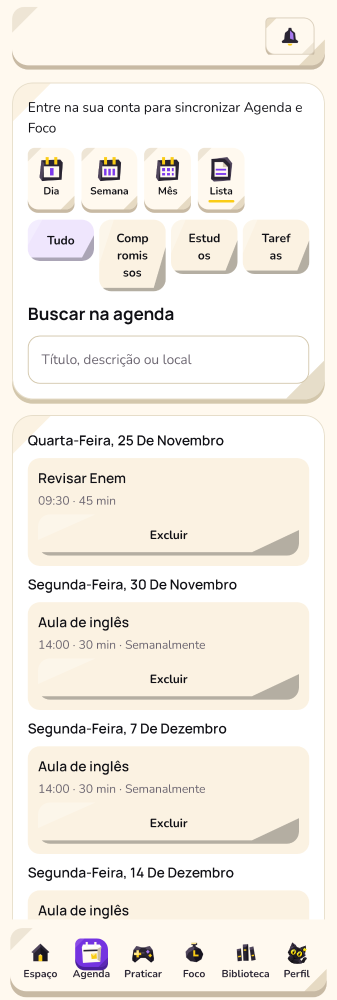 Entre na sua conta para sincronizar Agenda e
Foco
Dia
Semana
Mês
Lista
Tudo
Comp
romis
sos
Estud
os
Taref
as
Buscar na agenda
Título, descrição ou local
Quarta-Feira, 25 De Novembro
Revisar Enem
09:30 · 45 min
Excluir
Segunda-Feira, 30 De Novembro
Aula de inglês
14:00 · 30 min · Semanalmente
Excluir
Segunda-Feira, 7 De Dezembro
Aula de inglês
14:00 · 30 min · Semanalmente
Excluir
Segunda-Feira, 14 De Dezembro
Aula de inglês
Espaço
Agenda
Praticar
Foco
Biblioteca
Perfil